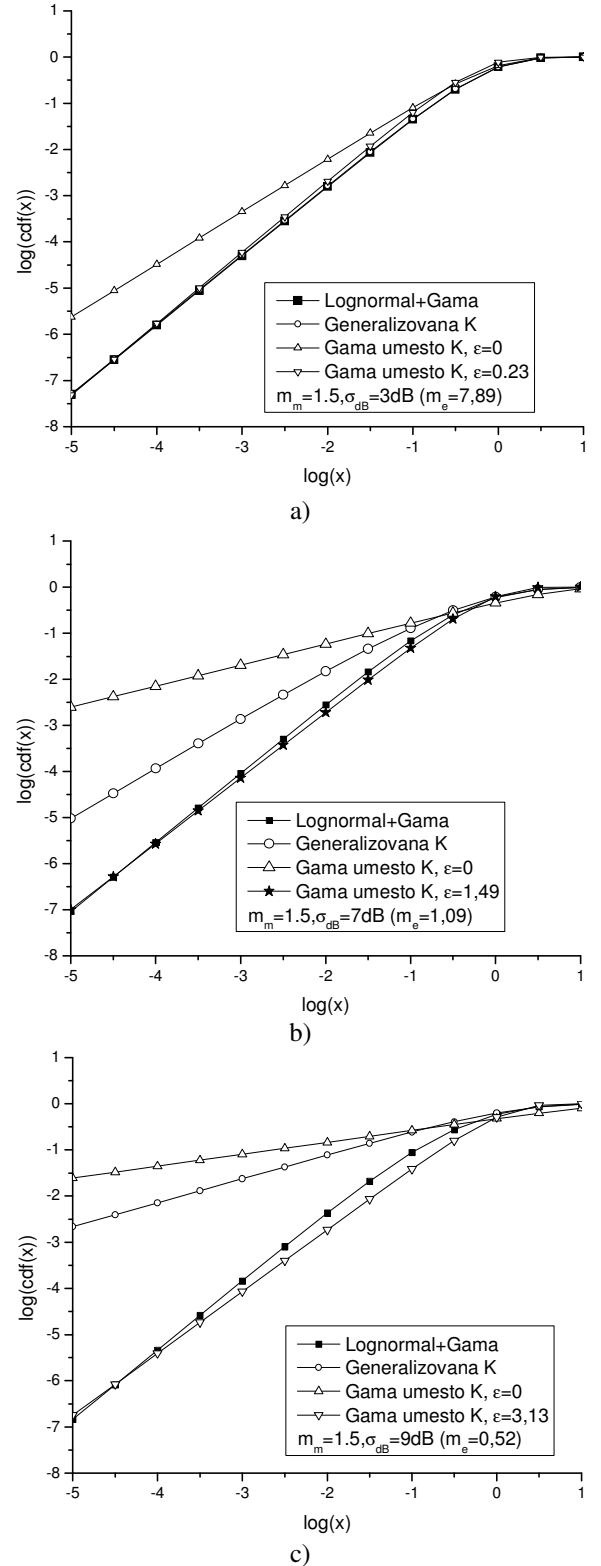 1
0
-1
-2
-3
-4
-5
-6
-7
-8
log(cdf(x))
Lognormal+Gama
Generalizovana K
Gama umesto K, ε=0
Gama umesto K, ε=0.23
m_m=1.5,σ_dB=3dB (m_e=7,89)
-5 -4 -3 -2 -1 0 1
log(x)
a)
1
0
-1
-2
-3
-4
-5
-6
-7
-8
log(cdf(x))
Lognormal+Gama
Generalizovana K
Gama umesto K, ε=0
Gama umesto K, ε=1,49
m_m=1.5,σ_dB=7dB (m_e=1,09)
-5 -4 -3 -2 -1 0 1
log(x)
b)
1
0
-1
-2
-3
-4
-5
-6
-7
-8
log(cdf(x))
Lognormal+Gama
Generalizovana K
Gama umesto K, ε=0
Gama umesto K, ε=3,13
m_m=1.5,σ_dB=9dB (m_e=0,52)
-5 -4 -3 -2 -1 0 1
log(x)
c)